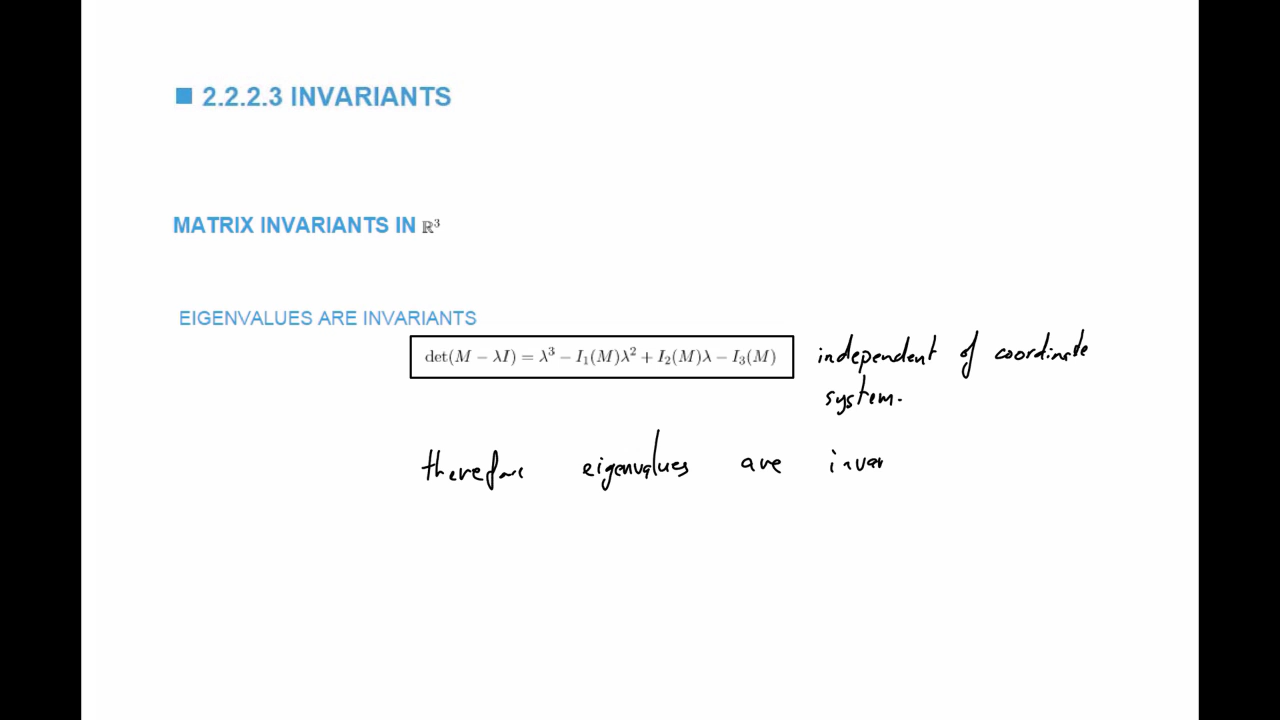 2.2.2.3 INVARIANTS
MATRIX INVARIANTS IN ℝ³
EIGENVALUES ARE INVARIANTS
det(M − λI) = λ³ − I₁(M)λ² + I₂(M)λ − I₃(M)
independent of coordinate
system.
therefore eigenvalues are invar